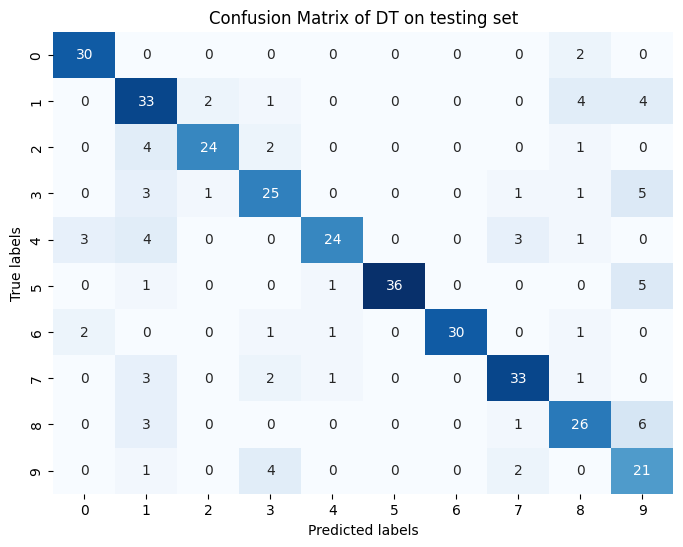 Confusion Matrix of DT on testing set
True labels
0 30 0 0 0 0 0 0 0 2 0
1 0 33 2 1 0 0 0 0 4 4
2 0 4 24 2 0 0 0 0 1 0
3 0 3 1 25 0 0 0 1 1 5
4 3 4 0 0 24 0 0 3 1 0
5 0 1 0 0 1 36 0 0 0 5
6 2 0 0 1 1 0 30 0 1 0
7 0 3 0 2 1 0 0 33 1 0
8 0 3 0 0 0 0 0 1 26 6
9 0 1 0 4 0 0 0 2 0 21
0 1 2 3 4 5 6 7 8 9
Predicted labels